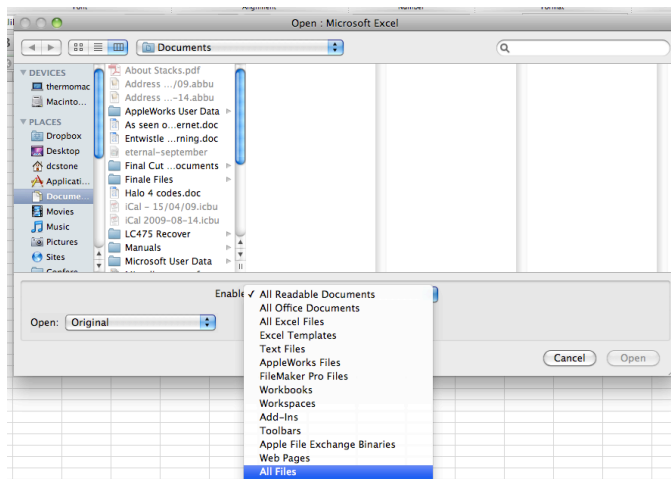 Font Alignment Number Format
Open : Microsoft Excel
Documents
DEVICES
thermomac
Macinto...
PLACES
Dropbox
Desktop
dcstone
Applicati...
Docume...
Movies
Music
Pictures
Sites
About Stacks.pdf
Address .../09.abbu
Address ...-14.abbu
AppleWorks User Data
As seen o...ernet.doc
Entwistle ...rning.doc
eternal-september
Final Cut ...ocuments
Finale Files
Halo 4 codes.doc
iCal - 15/04/09.icbu
iCal 2009-08-14.icbu
LC475 Recover
Manuals
Microsoft User Data
Enable
All Readable Documents
All Office Documents
All Excel Files
Excel Templates
Text Files
AppleWorks Files
FileMaker Pro Files
Workbooks
Workspaces
Add-Ins
Toolbars
Apple File Exchange Binaries
Web Pages
All Files
Open: Original
Cancel Open